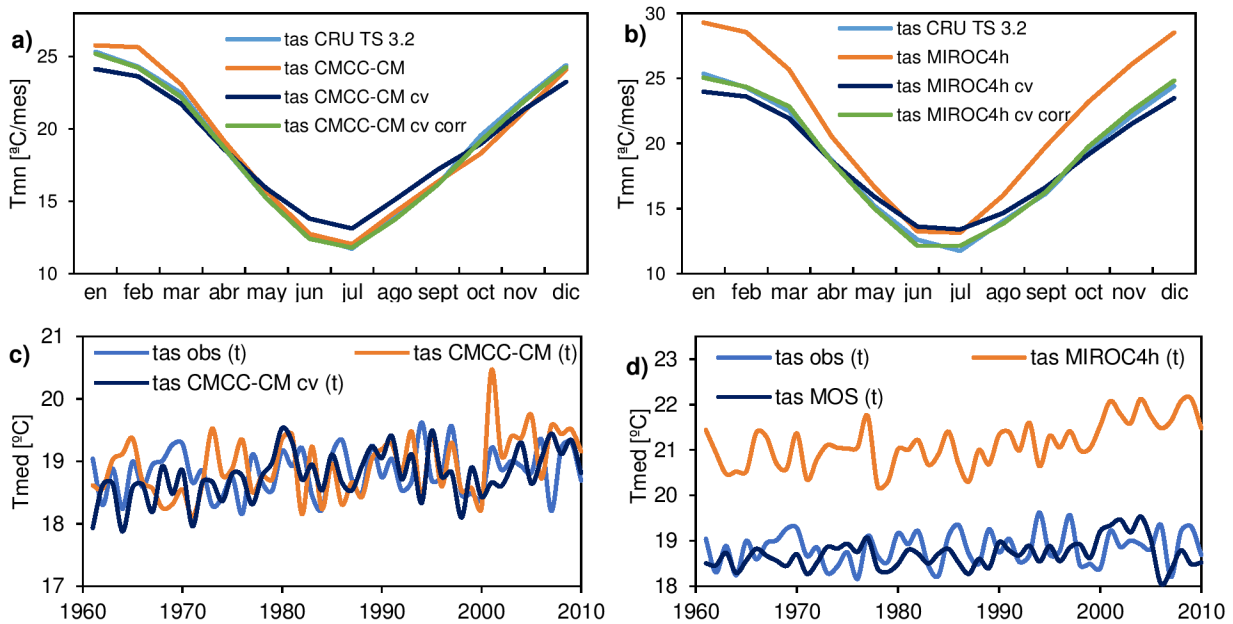 a)
Tmn [ªC/mes]
25
20
15
10
tas CRU TS 3.2
tas CMCC-CM
tas CMCC-CM cv
tas CMCC-CM cv corr
en feb mar abr may jun jul ago sept oct nov dic
b)
Tmn [ªC/mes]
30
25
20
15
10
tas CRU TS 3.2
tas MIROC4h
tas MIROC4h cv
tas MIROC4h cv corr
en feb mar abr may jun jul ago sept oct nov dic
c)
Tmed [ºC]
21
20
19
18
17
tas obs (t)
tas CMCC-CM (t)
tas CMCC-CM cv (t)
1960 1970 1980 1990 2000 2010
d)
Tmed [ºC]
23
22
21
20
19
18
tas obs (t)
tas MIROC4h (t)
tas MOS (t)
1960 1970 1980 1990 2000 2010